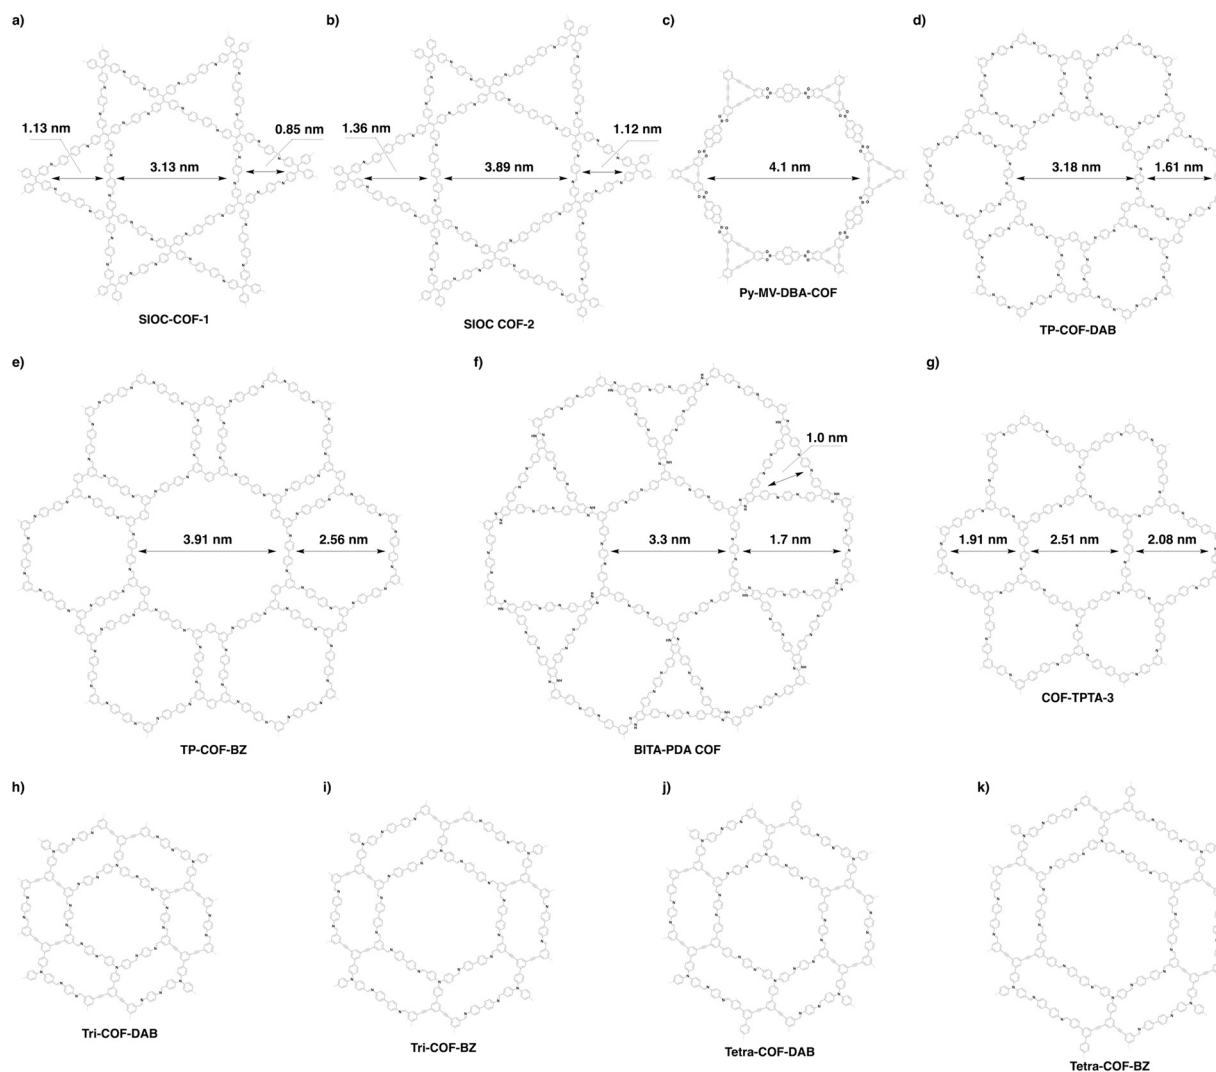 a)
b)
c)
d)
1.13 nm
0.85 nm
3.13 nm
SIOC-COF-1
1.36 nm
1.12 nm
3.89 nm
SIOC COF-2
4.1 nm
Py-MV-DBA-COF
3.18 nm
1.61 nm
TP-COF-DAB
e)
f)
g)
3.91 nm
2.56 nm
TP-COF-BZ
1.0 nm
3.3 nm
1.7 nm
BITA-PDA COF
1.91 nm
2.51 nm
2.08 nm
COF-TPTA-3
h)
i)
j)
k)
Tri-COF-DAB
Tri-COF-BZ
Tetra-COF-DAB
Tetra-COF-BZ